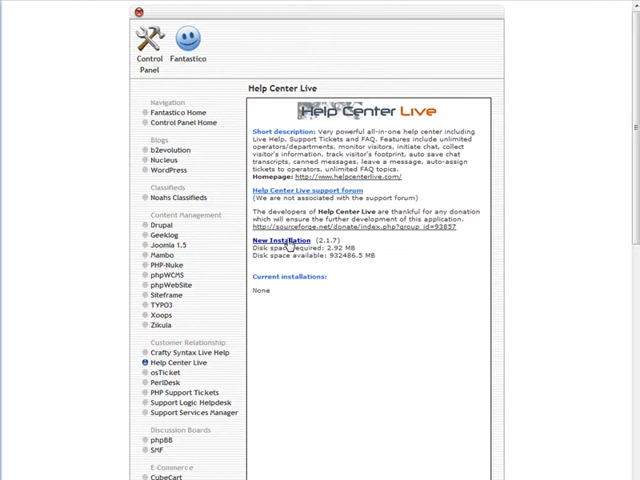 Control
Panel
Fantastico
Help Center Live
Navigation
Fantastico Home
Control Panel Home
Blogs
b2evolution
Nucleus
WordPress
Classifieds
Noahs Classifieds
Content Management
Drupal
Geeklog
Joomla 1.5
Mambo
PHP-Nuke
phpWCMS
phpWebSite
Siteframe
TYPO3
Xoops
Zikula
Customer Relationship
Crafty Syntax Live Help
Help Center Live
osTicket
PerlDesk
PHP Support Tickets
Support Logic Helpdesk
Support Services Manager
Discussion Boards
phpBB
SMF
E-Commerce
CubeCart
Help Center Live
Short description: Very powerful all-in-one help center including
Live Help, Support Tickets and FAQ. Features include unlimited
operators/departments, monitor visitors, initiate chat, collect
visitor's information, track visitor's footprint, auto save chat
transcripts, canned messages, leave a message, auto-assign
tickets to operators, unlimited FAQ topics.
Homepage: http://www.helpcenterlive.com/
Help Center Live support forum
(We are not associated with the support forum)
The developers of Help Center Live are thankful for any donation
which will ensure the further development of this application.
http://sourceforge.net/donate/index.php?group_id=93857
New Installation (2.1.7)
Disk space required: 2.92 MB
Disk space available: 932486.5 MB
Current installations:
None